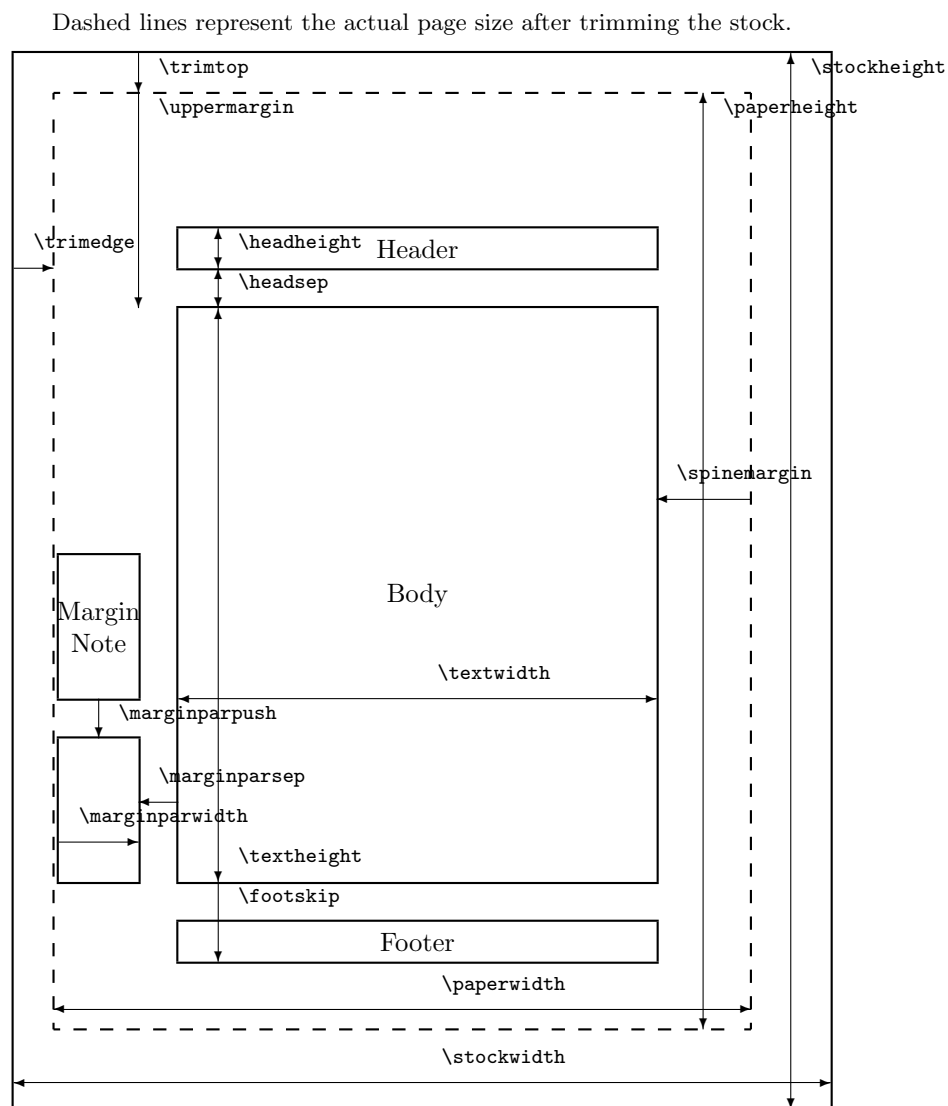 Dashed lines represent the actual page size after trimming the stock.
\trimtop
\stockheight
\uppermargin
\paperheight
\trimedge
\headheight
Header
\headsep
\spinemargin
Body
Margin
Note
\textwidth
\marginparpush
\marginparsep
\marginparwidth
\textheight
\footskip
Footer
\paperwidth
\stockwidth